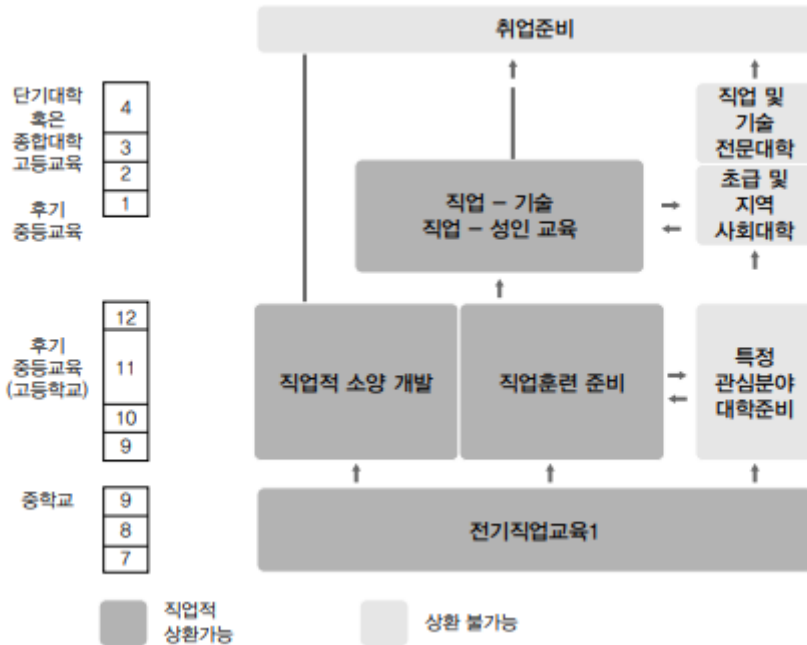 취업준비
단기대학
혹은
종합대학
고등교육
후기
중등교육
4
3
2
1
직업 및
기술
전문대학
초급 및
지역
사회대학
직업 – 기술
직업 – 성인 교육
후기
중등교육
(고등학교)
12
11
10
9
직업적 소양 개발
직업훈련 준비
특정
관심분야
대학준비
중학교
9
8
7
전기직업교육1
직업적
상환가능
상환 불가능